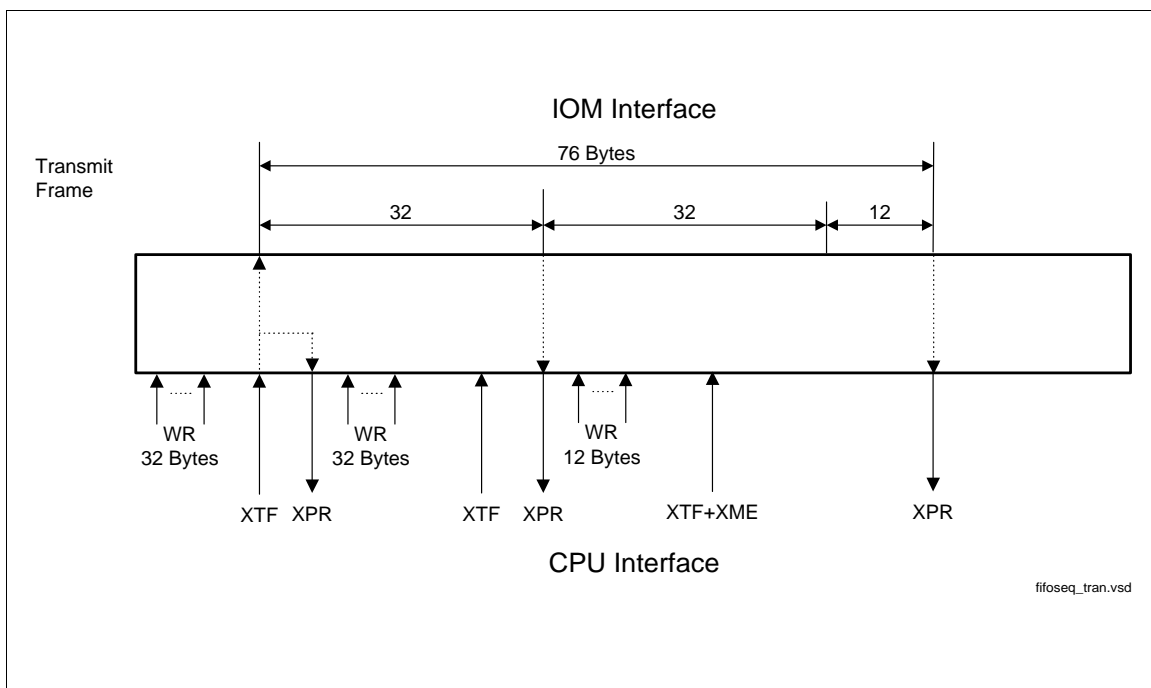 IOM Interface
76 Bytes
Transmit
Frame
32
32
12
.....
.....
.....
WR
32 Bytes
WR
32 Bytes
WR
12 Bytes
XTF
XPR
XTF
XPR
XTF+XME
XPR
CPU Interface
fifoseq_tran.vsd